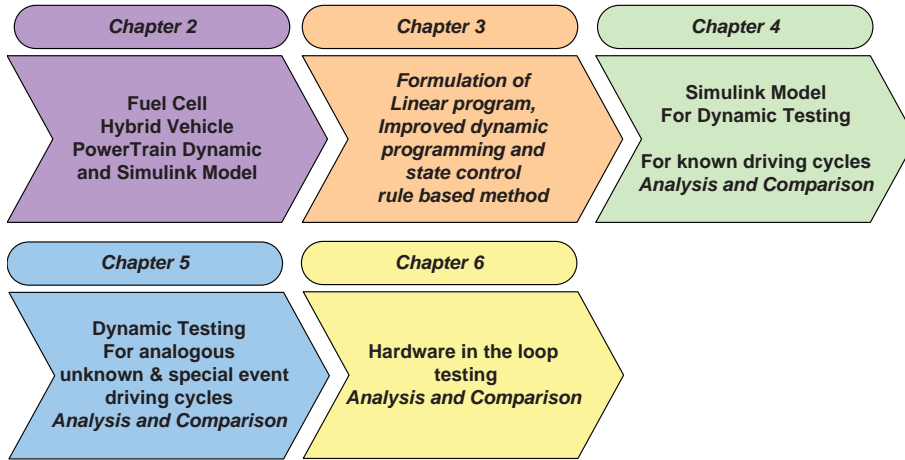 Chapter 2
Fuel Cell
Hybrid Vehicle
PowerTrain Dynamic
and Simulink Model
Chapter 3
Formulation of
Linear program,
Improved dynamic
programming and
state control
rule based method
Chapter 4
Simulink Model
For Dynamic Testing
For known driving cycles
Analysis and Comparison
Chapter 5
Dynamic Testing
For analogous
unknown & special event
driving cycles
Analysis and Comparison
Chapter 6
Hardware in the loop
testing
Analysis and Comparison